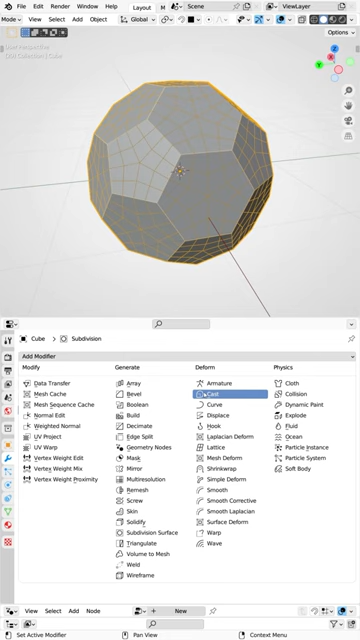 Window Help Layout Mode Scene ViewLayer
Mode Select Add Object Default
Options
User Perspective
(24) Collection | Cube
Z
Y
Cube > Subdivision
Add Modifier
Modify Generate Deform Physics
Data Transfer Array Armature Cloth
Mesh Cache Bevel Cast Collision
Mesh Sequence Cache Boolean Curve Dynamic Paint
Normal Edit Build Displace Explode
Weighted Normal Decimate Hook Fluid
UV Project Edge Split Laplacian Deform Ocean
UV Warp Geometry Nodes Lattice Particle Instance
Vertex Weight Edit Mask Mesh Deform Particle System
Vertex Weight Mix Mirror Shrinkwrap Soft Body
Vertex Weight Proximity Multiresolution Simple Deform
Remesh Smooth
Screw Smooth Corrective
Skin Smooth Laplacian
Solidify Surface Deform
Subdivision Surface Warp
Triangulate Wave
Volume to Mesh
Weld
Wireframe
View Select Add Node New
Set Active Modifier Pan View Context Menu